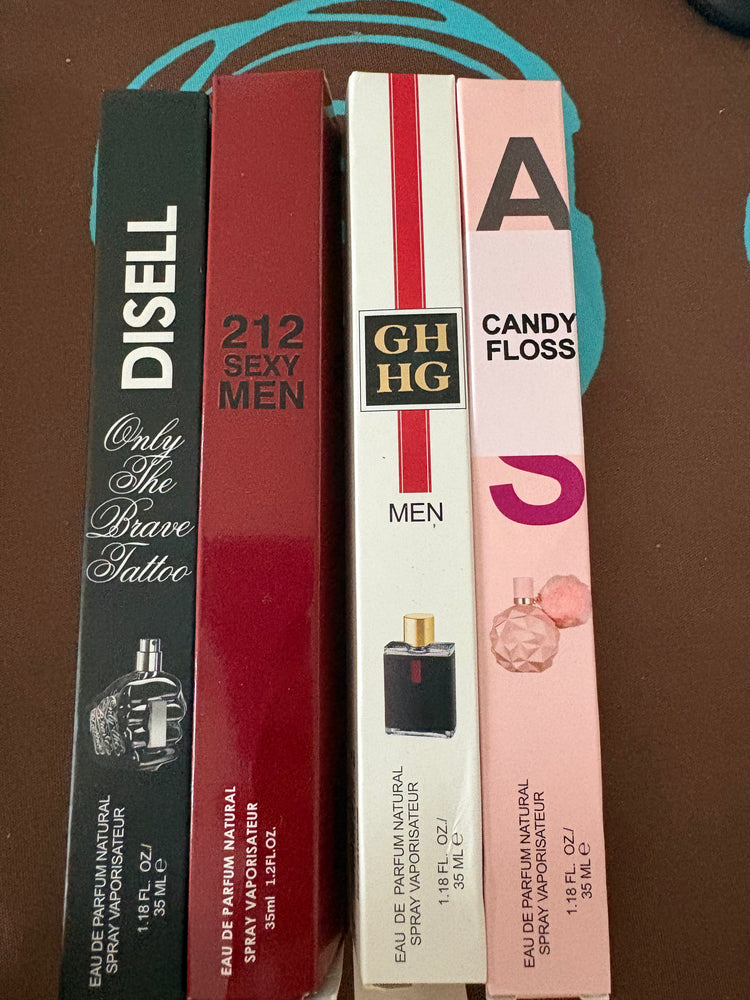 DISELL
Only
The
Brave
Tattoo
EAU DE PARFUM NATURAL
SPRAY VAPORISATEUR
1.18 FL. OZ./
35 ML e
212
SEXY
MEN
EAU DE PARFUM NATURAL
SPRAY VAPORISATEUR
35ml 1.2FL.OZ.
GH
HG
MEN
EAU DE PARFUM NATURAL
SPRAY VAPORISATEUR
1.18 FL. OZ./
35 ML e
A
CANDY
FLOSS
S
EAU DE PARFUM NATURAL
SPRAY VAPORISATEUR
1.18 FL. OZ./
35 ML e